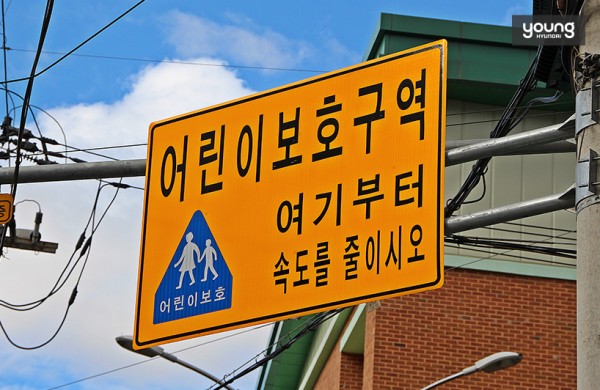 young
HYUNDAI
어린이보호구역
여기부터
속도를 줄이시오
어린이보호